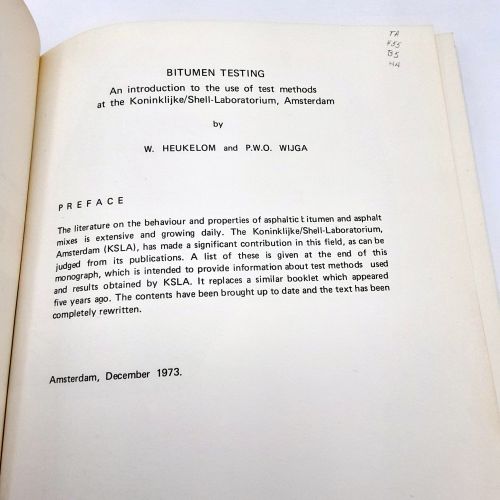 TA
455
B5
H4
BITUMEN TESTING
An introduction to the use of test methods
at the Koninklijke/Shell-Laboratorium, Amsterdam
by
W. HEUKELOM and P.W.O. WIJGA
PREFACE
The literature on the behaviour and properties of asphaltic t itumen and asphalt
mixes is extensive and growing daily. The Koninklijke/Shell-Laboratorium,
Amsterdam (KSLA), has made a significant contribution in this field, as can be
judged from its publications. A list of these is given at the end of this
monograph, which is intended to provide information about test methods used
and results obtained by KSLA. It replaces a similar booklet which appeared
five years ago. The contents have been brought up to date and the text has been
completely rewritten.
Amsterdam, December 1973.